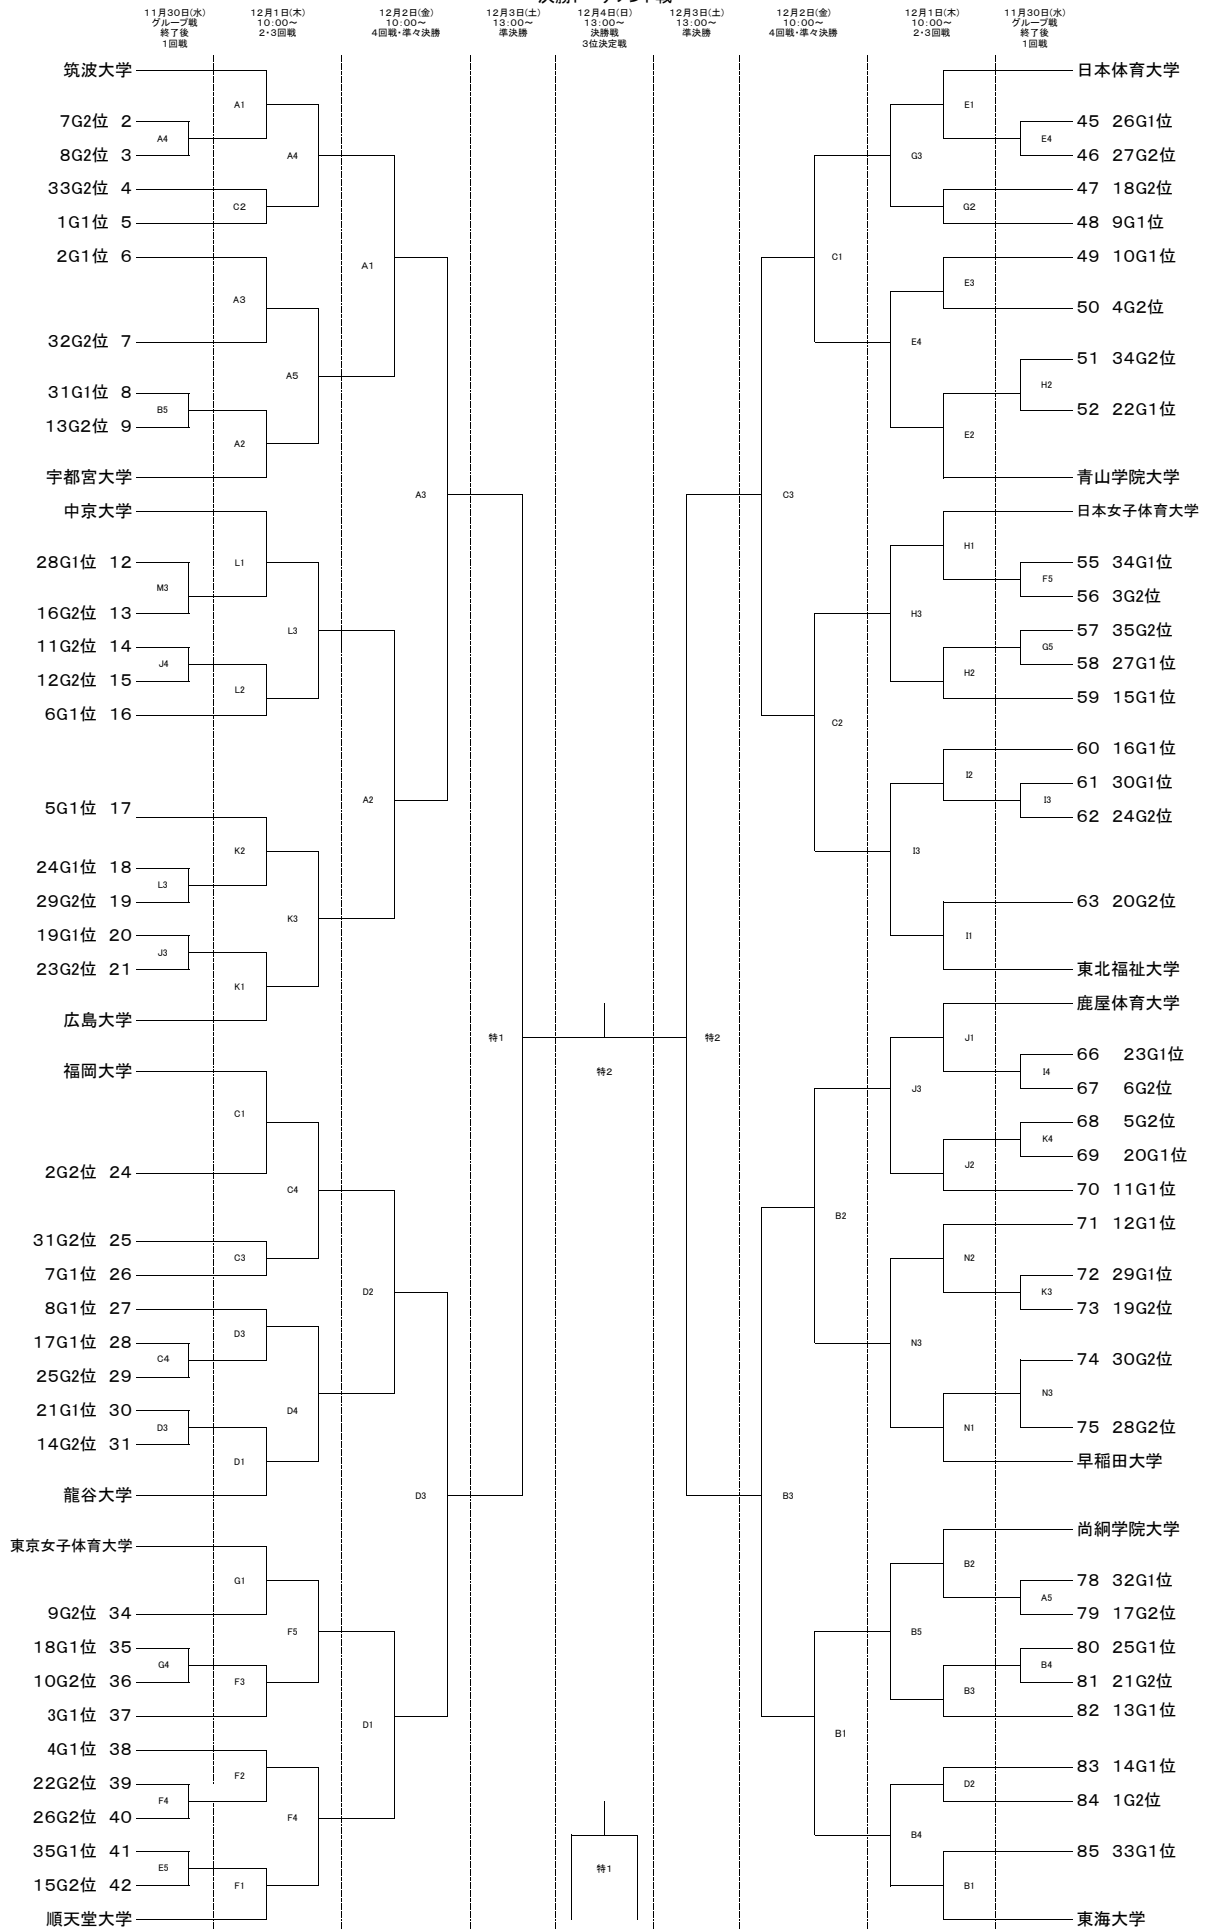 11月30日(水) 12月1日(木) 12月2日(金) 12月3日(土) 12月4日(日) 12月3日(土) 12月2日(金) 12月1日(木) 11月30日(水)
グループ戦 10:00～ 10:00～ 13:00～ 13:00～ 13:00～ 10:00～ 10:00～ グループ戦
終了後 2・3回戦 4回戦・準々決勝 準決勝 決勝戦 準決勝 4回戦・準々決勝 2・3回戦 終了後
1回戦 3位決定戦 1回戦
筑波大学 日本体育大学
A1 E1
7G2位 2 45 26G1位
A4 E4
8G2位 3 A4 G3 46 27G2位
33G2位 4 47 18G2位
C2 G2
1G1位 5 48 9G1位
2G1位 6 A1 C1 49 10G1位
A3 E3
50 4G2位
32G2位 7 E4
51 34G2位
A5 H2
31G1位 8
B5 52 22G1位
13G2位 9 A2 E2
宇都宮大学 青山学院大学
A3 C3
中京大学 日本女子体育大学
H1
28G1位 12 L1 55 34G1位
M3 F5
56 3G2位
16G2位 13 H3
L3 57 35G2位
11G2位 14 G5
J4 58 27G1位
12G2位 15 L2 H2
59 15G1位
6G1位 16 C2
60 16G1位
I2
A2 61 30G1位
I3
5G1位 17 62 24G2位
K2 I3
24G1位 18
L3
29G2位 19 63 20G2位
K3
19G1位 20 I1
J3
23G2位 21 東北福祉大学
K1
鹿屋体育大学
広島大学
特1 特2 J1
66 23G1位
福岡大学 特2 I4
J3 67 6G2位
C1 68 5G2位
K4
69 20G1位
2G2位 24 J2
C4 70 11G1位
B2
31G2位 25 71 12G1位
C3 N2
7G1位 26 72 29G1位
D2 K3
8G1位 27 73 19G2位
D3
17G1位 28 N3
C4 74 30G2位
25G2位 29
N3
21G1位 30 D4
D3 75 28G2位
14G2位 31 N1
D1 早稲田大学
龍谷大学 D3 B3
尚絅学院大学
東京女子体育大学
B2
G1 78 32G1位
A5
9G2位 34 79 17G2位
F5 B5
18G1位 35 80 25G1位
G4 B4
10G2位 36 F3 81 21G2位
B3
3G1位 37 82 13G1位
D1 B1
4G1位 38
83 14G1位
F2 D2
22G2位 39
F4 84 1G2位
26G2位 40 F4
B4
35G1位 41 85 33G1位
E5 特1
15G2位 42 F1 B1
順天堂大学 東海大学